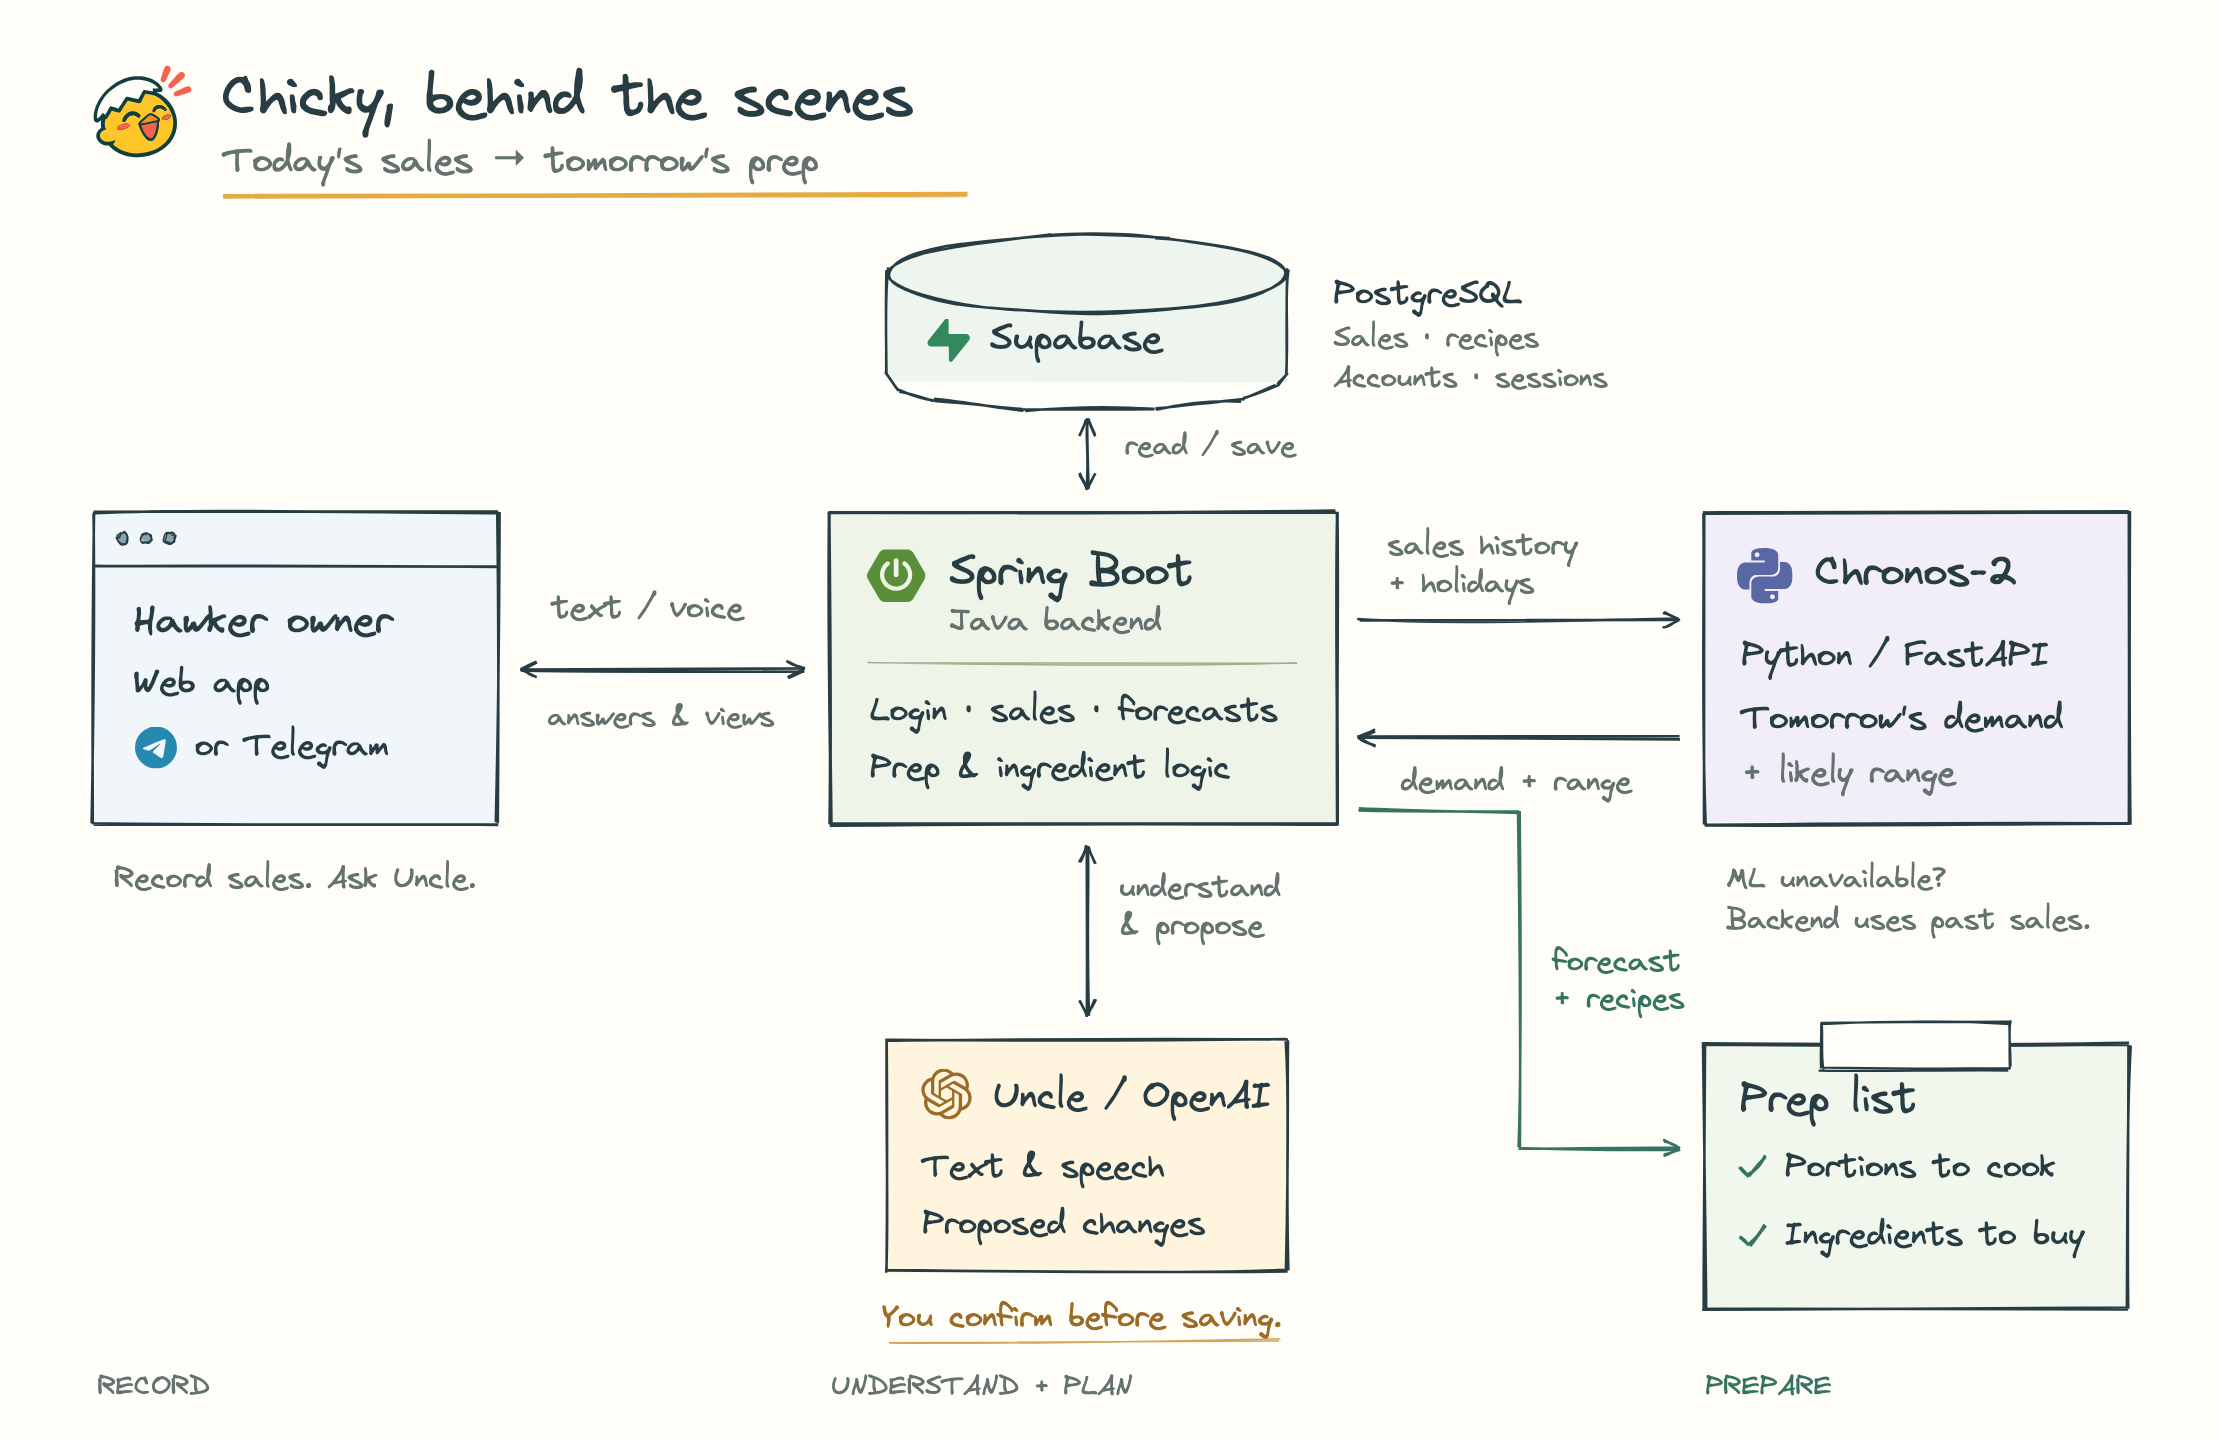 Chicky, behind the scenes
Today's sales → tomorrow's prep
Supabase
PostgreSQL
Sales · recipes
Accounts · sessions
read / save
Hawker owner
Web app
or Telegram
Record sales. Ask Uncle.
text / voice
answers & views
Spring Boot
Java backend
Login · sales · forecasts
Prep & ingredient logic
sales history
+ holidays
demand + range
Chronos-2
Python / FastAPI
Tomorrow's demand
+ likely range
ML unavailable?
Backend uses past sales.
understand
& propose
forecast
+ recipes
Uncle / OpenAI
Text & speech
Proposed changes
You confirm before saving.
Prep list
✓ Portions to cook
✓ Ingredients to buy
RECORD
UNDERSTAND + PLAN
PREPARE